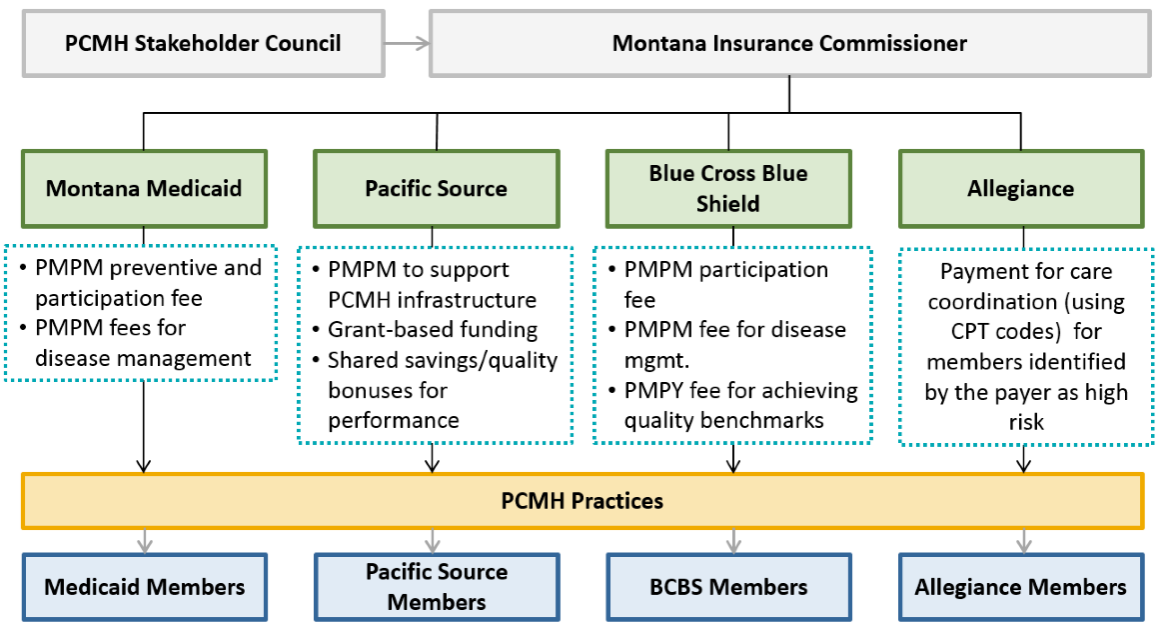 PCMH Stakeholder Council
Montana Insurance Commissioner
Montana Medicaid
Pacific Source
Blue Cross Blue
Shield
Allegiance
• PMPM preventive and
participation fee
• PMPM fees for
disease management
• PMPM to support
PCMH infrastructure
• Grant-based funding
• Shared savings/quality
bonuses for
performance
• PMPM participation
fee
• PMPM fee for disease
mgmt.
• PMPY fee for achieving
quality benchmarks
Payment for care
coordination (using
CPT codes) for
members identified
by the payer as high
risk
PCMH Practices
Medicaid Members
Pacific Source
Members
BCBS Members
Allegiance Members